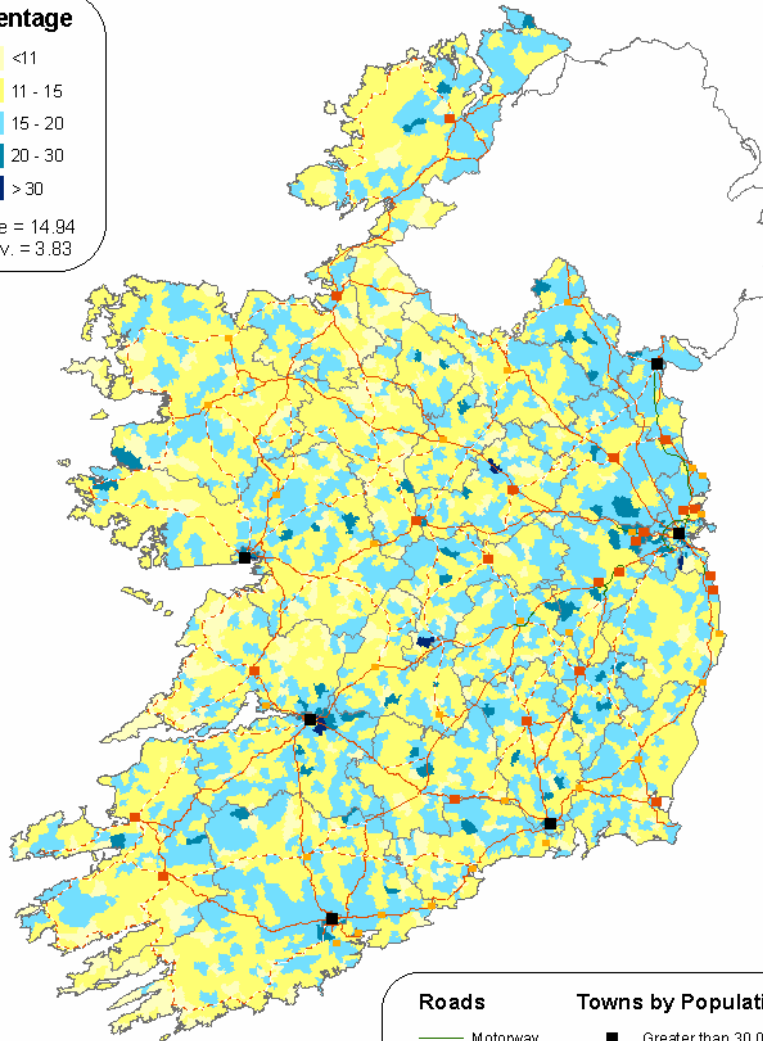 entage
<11
11 - 15
15 - 20
20 - 30
> 30
e = 14.94
v. = 3.83
Roads
Towns by Populati
Motorway
Greater than 30,0